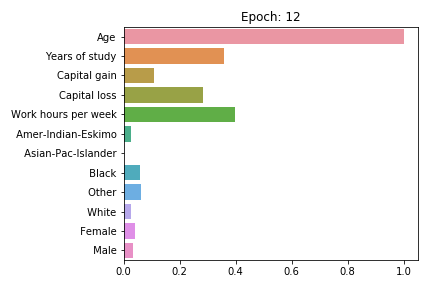 Epoch: 12
Age
Years of study
Capital gain
Capital loss
Work hours per week
Amer-Indian-Eskimo
Asian-Pac-Islander
Black
Other
White
Female
Male
0.0 0.2 0.4 0.6 0.8 1.0